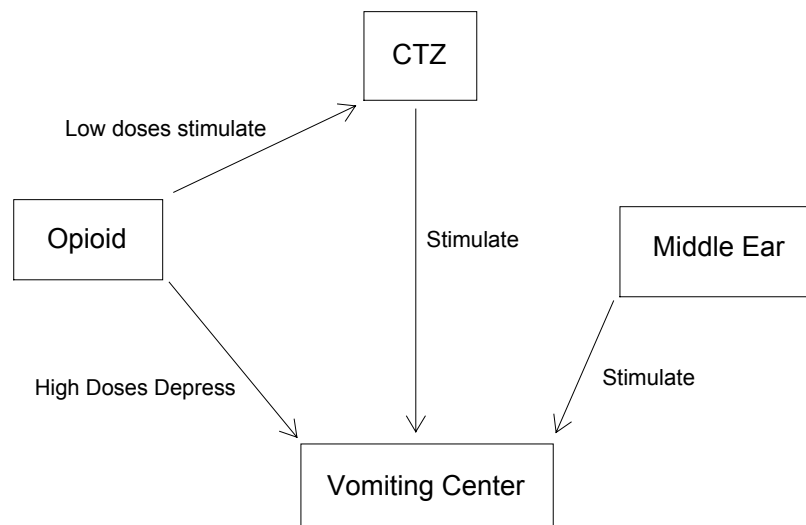 CTZ
Low doses stimulate
Opioid
Stimulate
Middle Ear
High Doses Depress
Stimulate
Vomiting Center